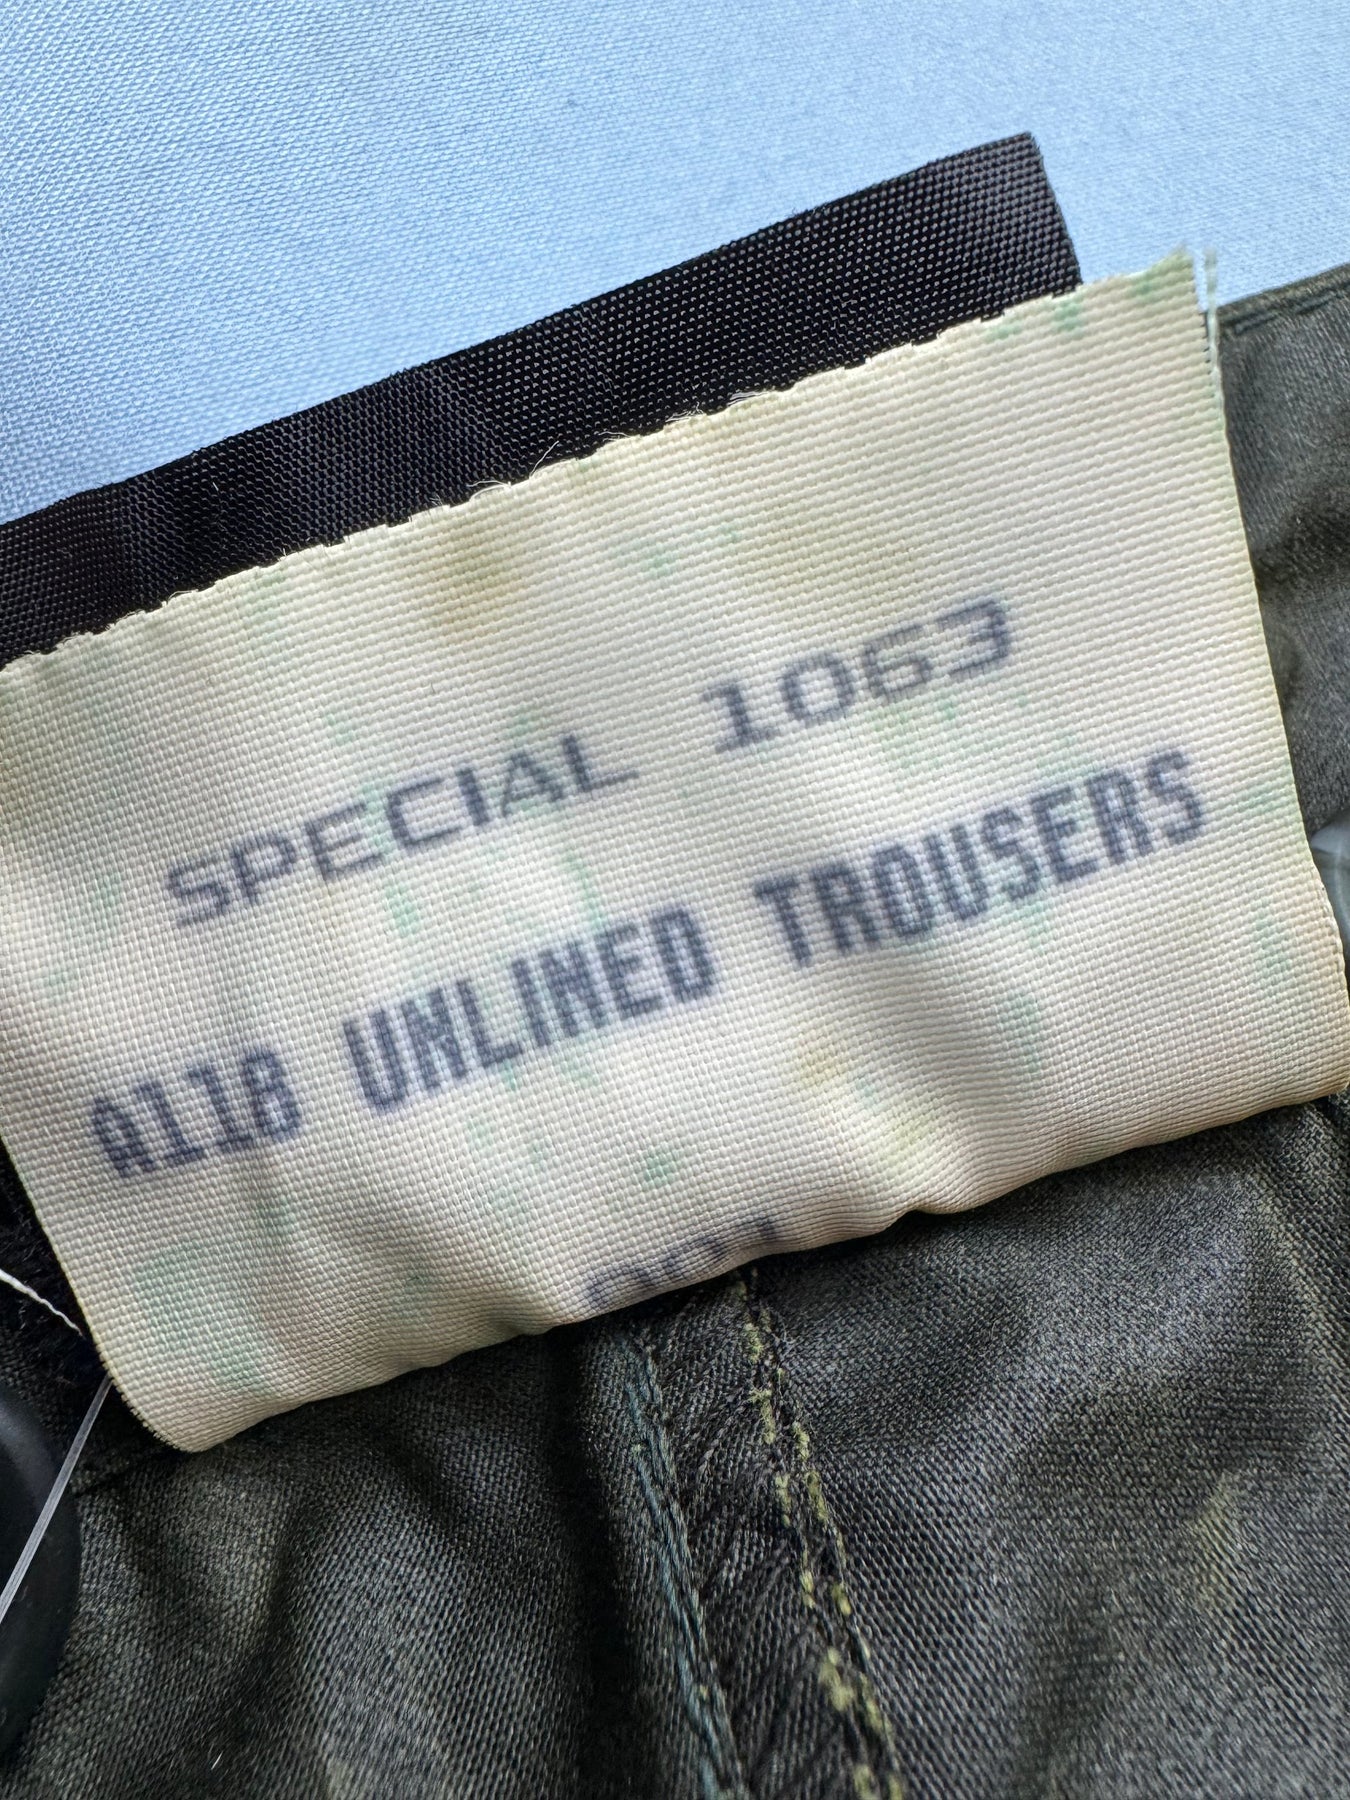 SPECIAL 1063
A118 UNLINED TROUSERS